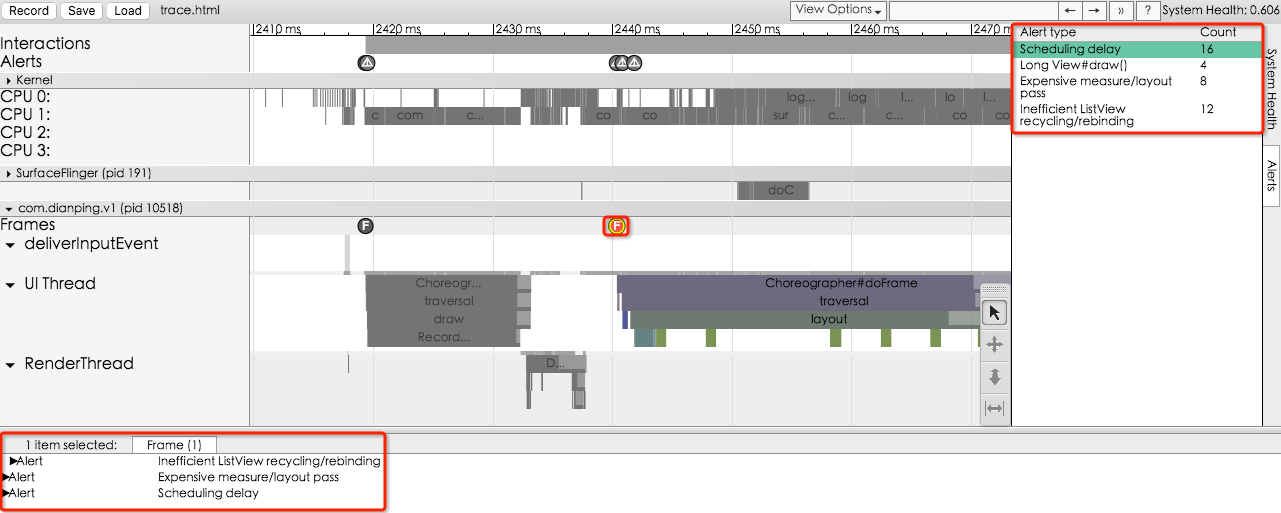 Record Save Load trace.html View Options ← → » ? System Health: 0.606
2410 ms 2420 ms 2430 ms 2440 ms 2450 ms 2460 ms 2470
Interactions
Alerts
Kernel
CPU 0: log... log l... lo l...
CPU 1: c com c... co co sur c... c... co co
CPU 2:
CPU 3:
SurfaceFlinger (pid 191)
doC
com.dianping.v1 (pid 10518)
Frames F F
deliverInputEvent
UI Thread Choreogr... Choreographer#doFrame
traversal traversal
draw layout
Record...
RenderThread D...
Alert type Count
Scheduling delay 16
Long View#draw() 4
Expensive measure/layout 8
pass
Inefficient ListView 12
recycling/rebinding
System Health
Alerts
1 item selected: Frame (1)
Alert Inefficient ListView recycling/rebinding
Alert Expensive measure/layout pass
Alert Scheduling delay